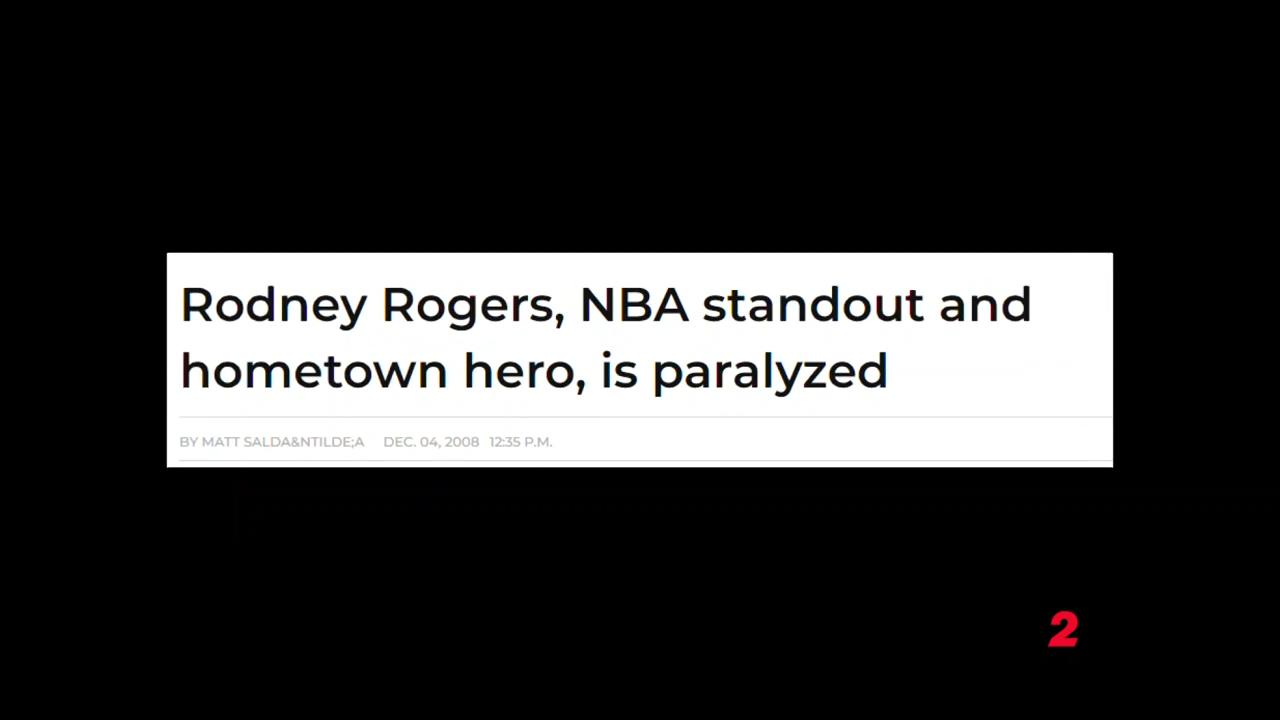 Rodney Rogers, NBA standout and
hometown hero, is paralyzed
BY MATT SALDA&NTILDE;A DEC. 04, 2008 12:35 P.M.
2